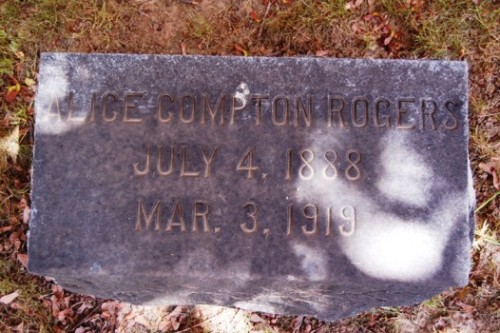 ALICE COMPTON ROGERS
JULY 4, 1888
MAR. 3, 1919